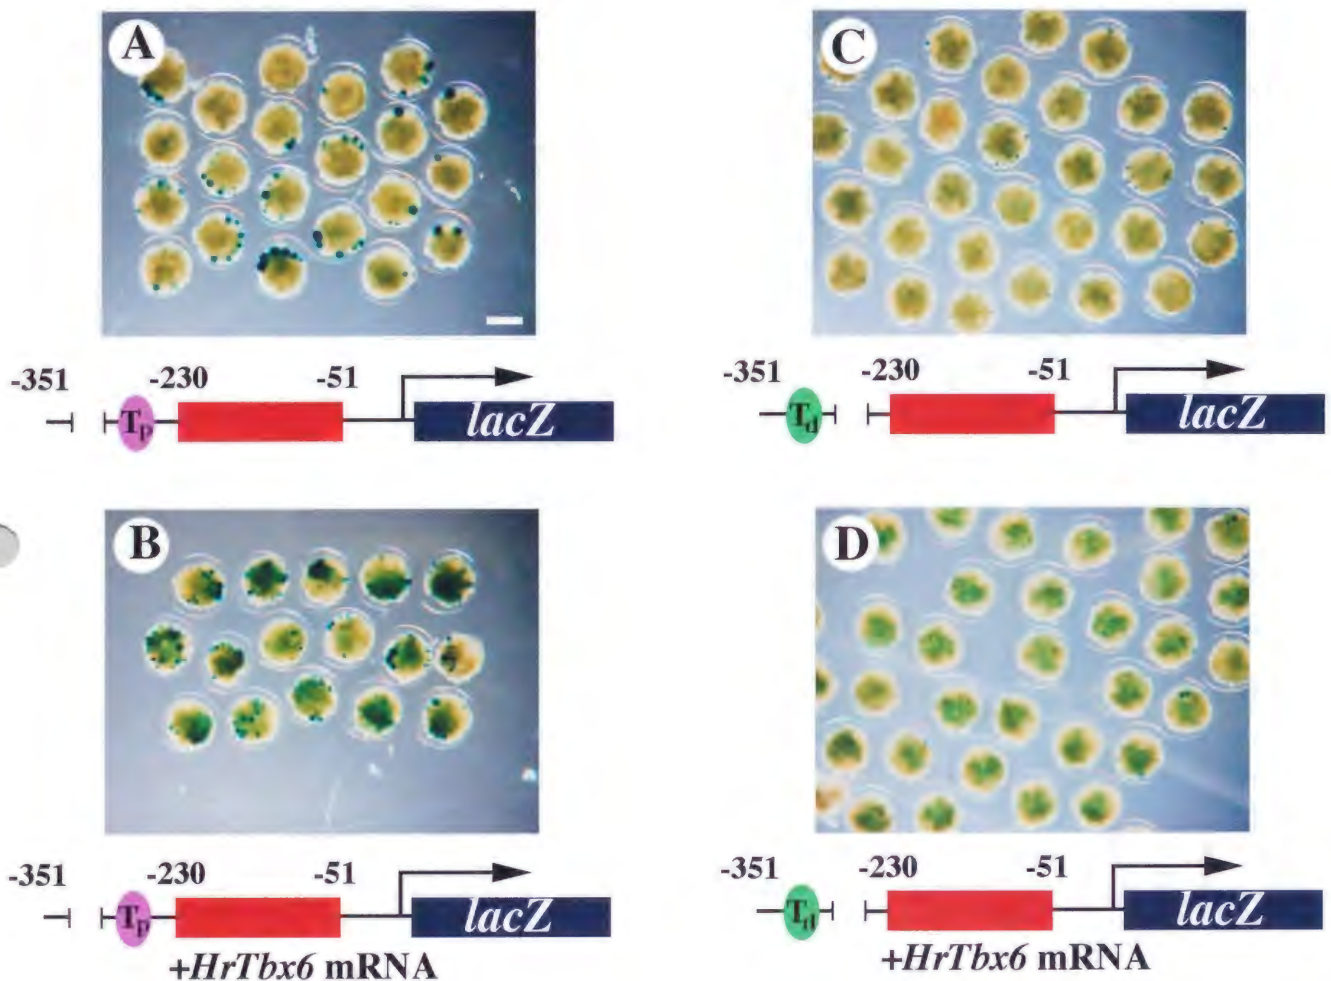 A
C
-351 -230 -51
Tp lacZ
-351 -230 -51
Td lacZ
B
D
-351 -230 -51
Tp lacZ
+HrTbx6 mRNA
-351 -230 -51
Td lacZ
+HrTbx6 mRNA